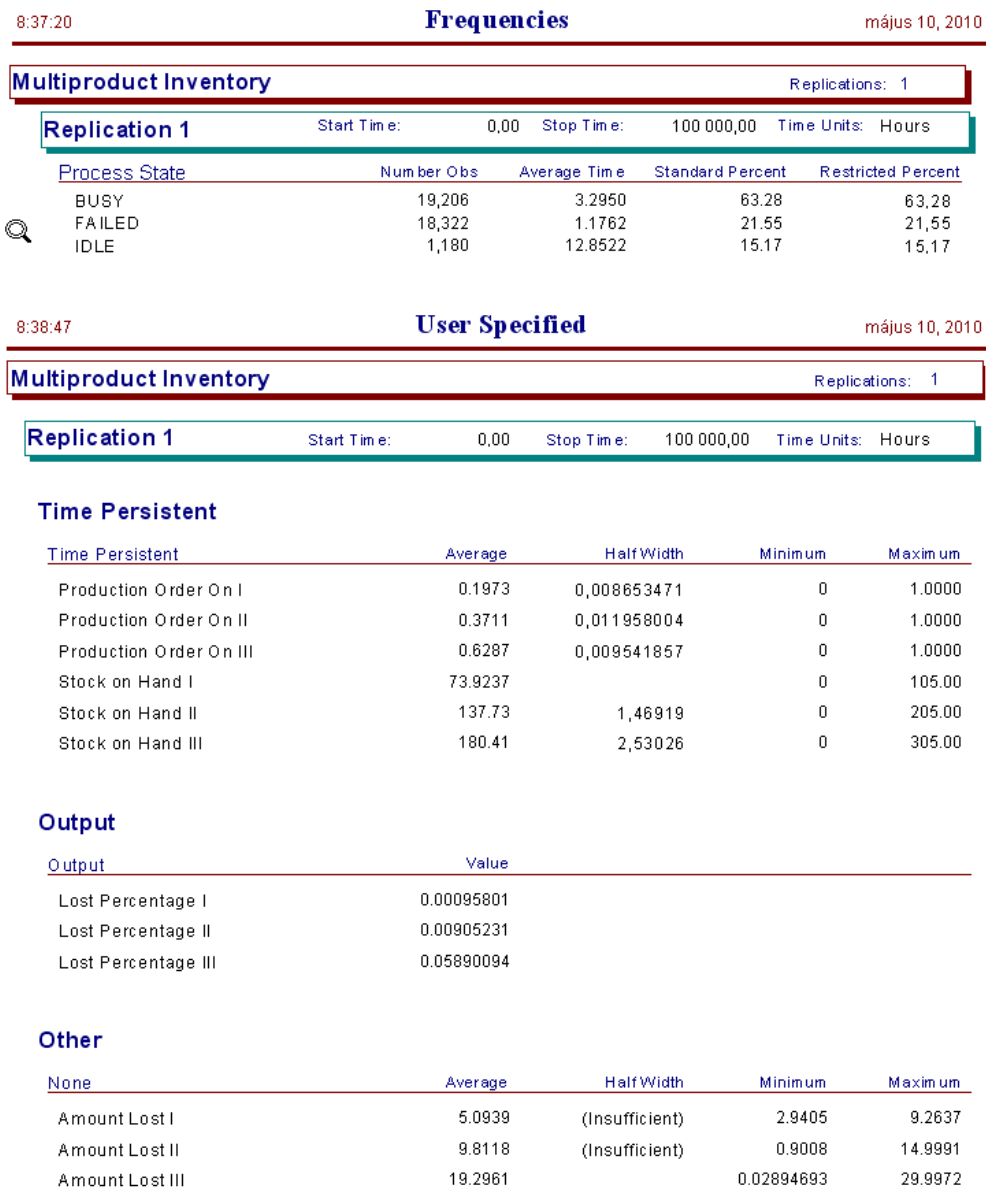 8:37:20 Frequencies május 10, 2010
Multiproduct Inventory Replications: 1
Replication 1 Start Time: 0,00 Stop Time: 100 000,00 Time Units: Hours
Process State Number Obs Average Time Standard Percent Restricted Percent
BUSY 19,206 3.2950 63.28 63,28
FAILED 18,322 1.1762 21.55 21,55
IDLE 1,180 12.8522 15.17 15,17
8:38:47 User Specified május 10, 2010
Multiproduct Inventory Replications: 1
Replication 1 Start Time: 0,00 Stop Time: 100 000,00 Time Units: Hours
Time Persistent
Time Persistent Average Half Width Minimum Maximum
Production Order On I 0.1973 0,008653471 0 1.0000
Production Order On II 0.3711 0,011958004 0 1.0000
Production Order On III 0.6287 0,009541857 0 1.0000
Stock on Hand I 73.9237 0 105.00
Stock on Hand II 137.73 1,46919 0 205.00
Stock on Hand III 180.41 2,53026 0 305.00
Output
Output Value
Lost Percentage I 0.00095801
Lost Percentage II 0.00905231
Lost Percentage III 0.05890094
Other
None Average Half Width Minimum Maximum
Amount Lost I 5.0939 (Insufficient) 2.9405 9.2637
Amount Lost II 9.8118 (Insufficient) 0.9008 14.9991
Amount Lost III 19.2961 0.02894693 29.9972